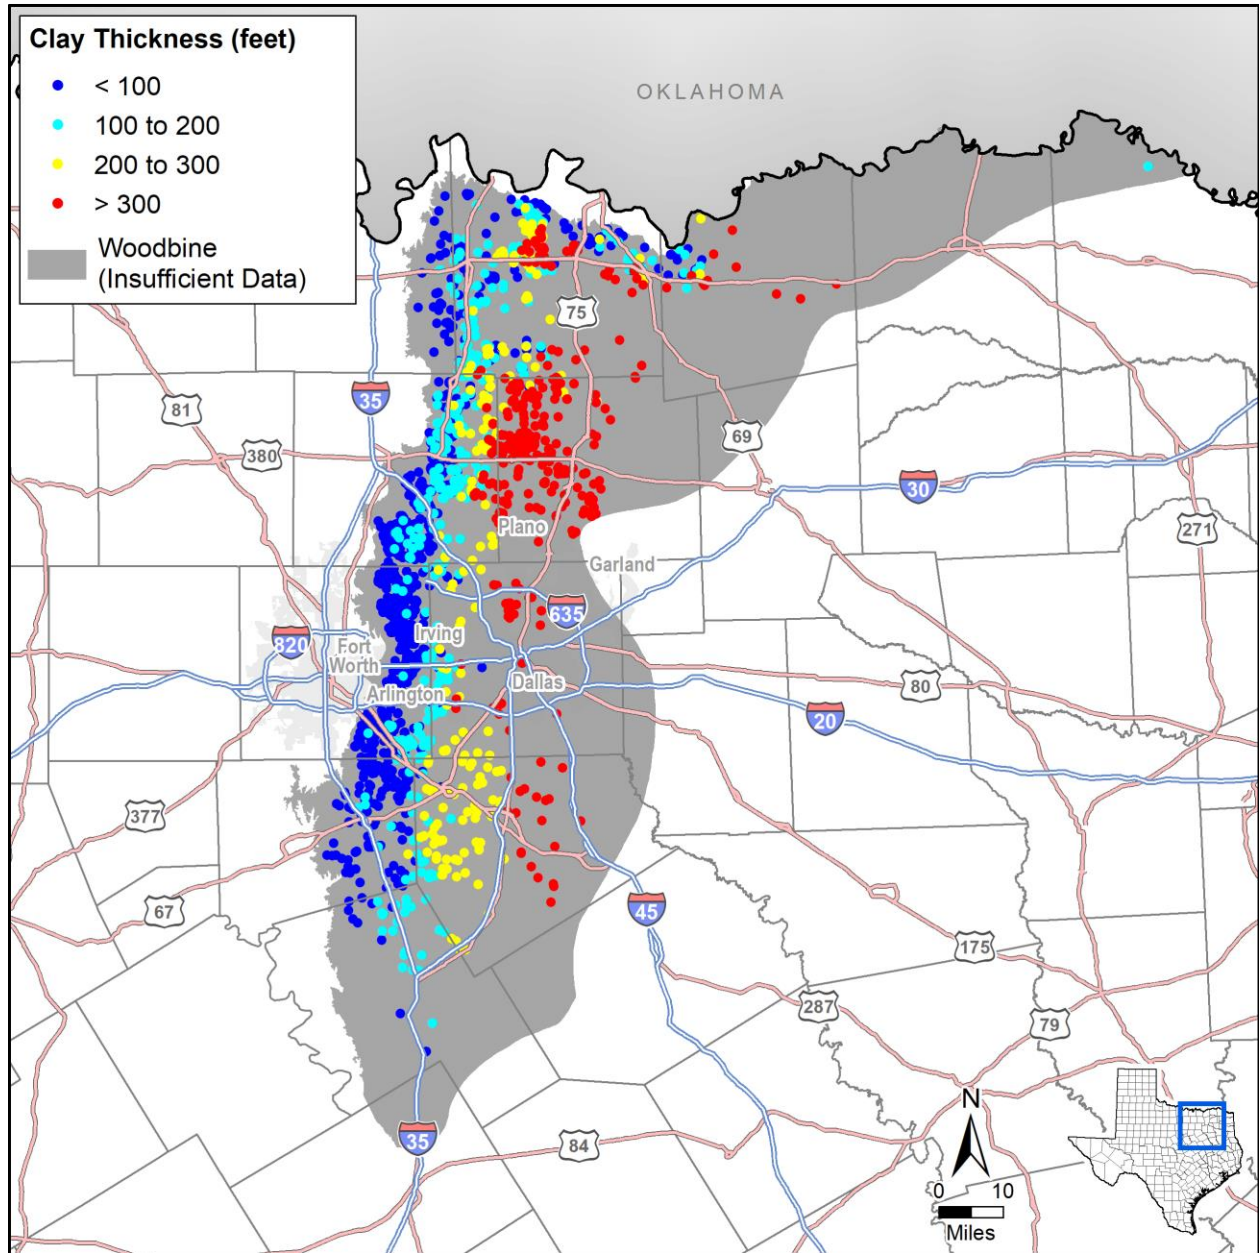 Clay Thickness (feet)
< 100
100 to 200
200 to 300
> 300
Woodbine
(Insufficient Data)
OKLAHOMA
75
35
81
69
380
30
271
Plano
Garland
635
820
Irving
Fort
Worth
Arlington
Dallas
80
20
377
67
45
175
287
79
N
35
84
0 10
Miles